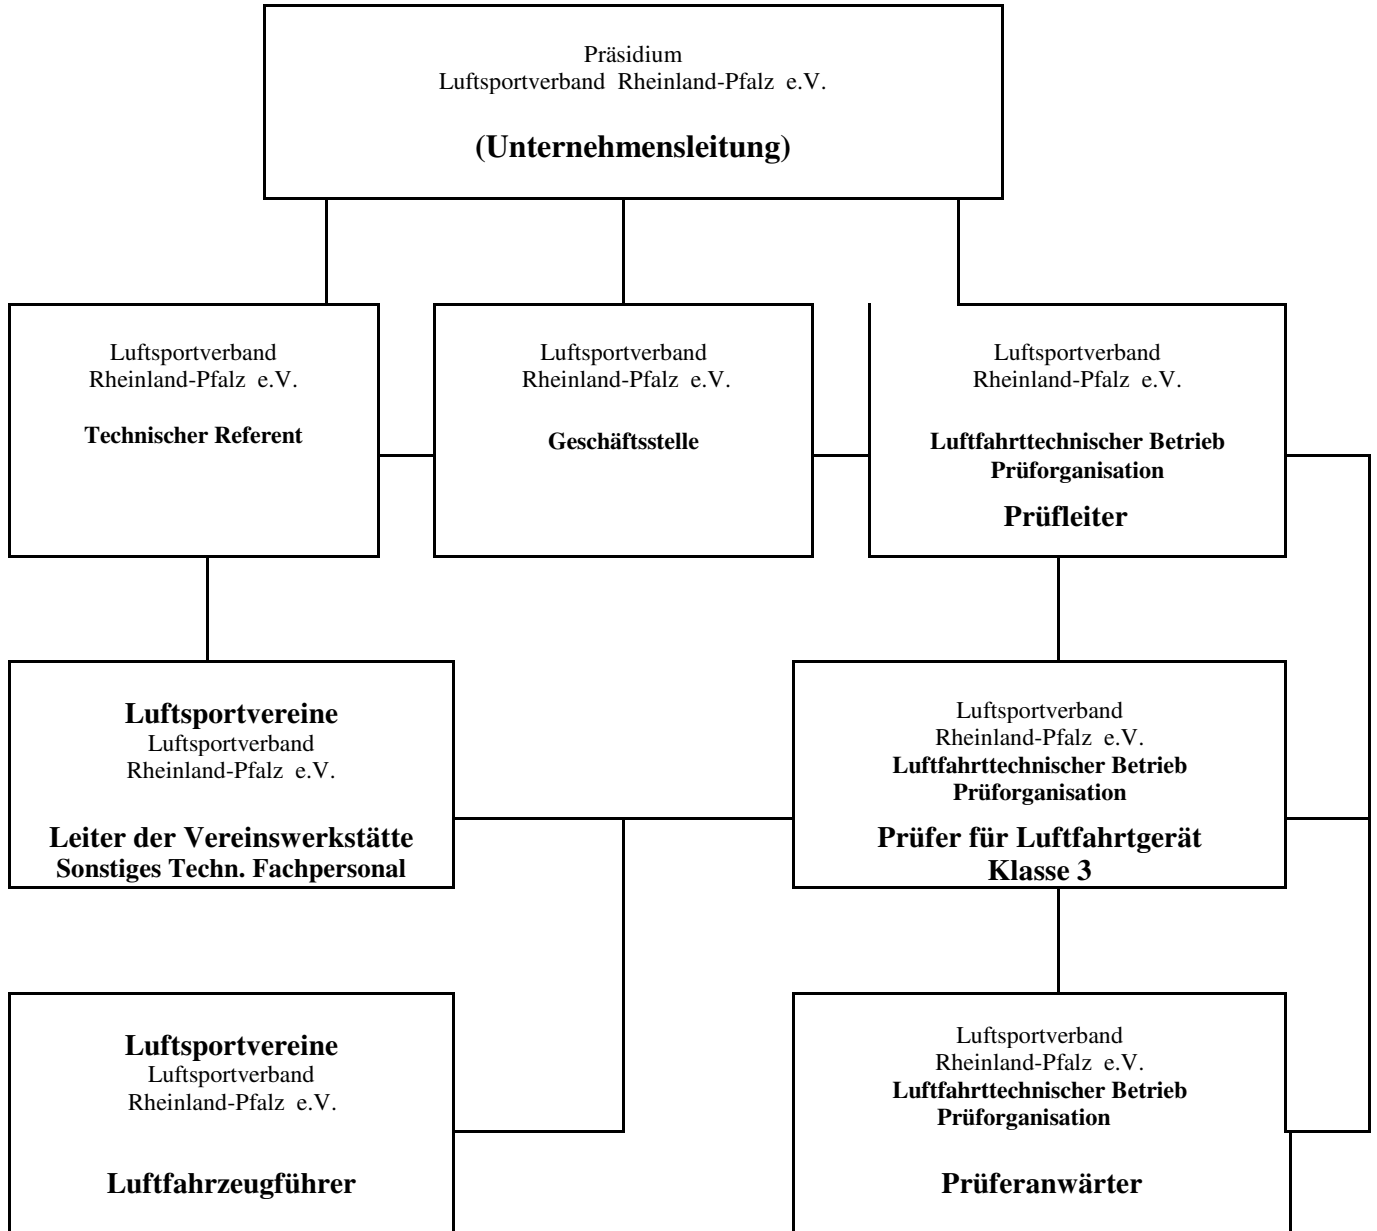 Präsidium
Luftsportverband Rheinland-Pfalz e.V.
(Unternehmensleitung)
Luftsportverband
Rheinland-Pfalz e.V.
Technischer Referent
Luftsportverband
Rheinland-Pfalz e.V.
Geschäftsstelle
Luftsportverband
Rheinland-Pfalz e.V.
Luftfahrttechnischer Betrieb
Prüforganisation
Prüfleiter
Luftsportvereine
Luftsportverband
Rheinland-Pfalz e.V.
Leiter der Vereinswerkstätte
Sonstiges Techn. Fachpersonal
Luftsportverband
Rheinland-Pfalz e.V.
Luftfahrttechnischer Betrieb
Prüforganisation
Prüfer für Luftfahrtgerät
Klasse 3
Luftsportvereine
Luftsportverband
Rheinland-Pfalz e.V.
Luftfahrzeugführer
Luftsportverband
Rheinland-Pfalz e.V.
Luftfahrttechnischer Betrieb
Prüforganisation
Prüferanwärter